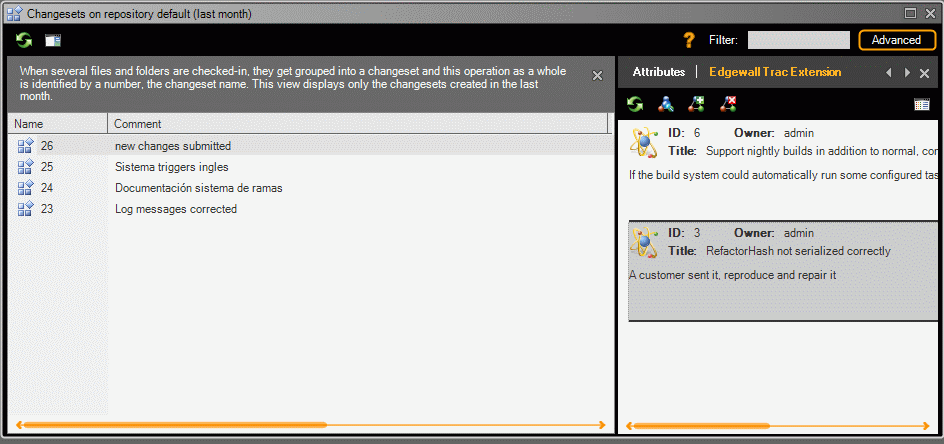 Changesets on repository default (last month)
? Filter: Advanced
When several files and folders are checked-in, they get grouped into a changeset and this operation as a whole
is identified by a number, the changeset name. This view displays only the changesets created in the last
month.
Name Comment
26 new changes submitted
25 Sistema triggers ingles
24 Documentación sistema de ramas
23 Log messages corrected
Attributes | Edgewall Trac Extension
ID: 6 Owner: admin
Title: Support nightly builds in addition to normal, cor
If the build system could automatically run some configured tas
ID: 3 Owner: admin
Title: RefactorHash not serialized correctly
A customer sent it, reproduce and repair it